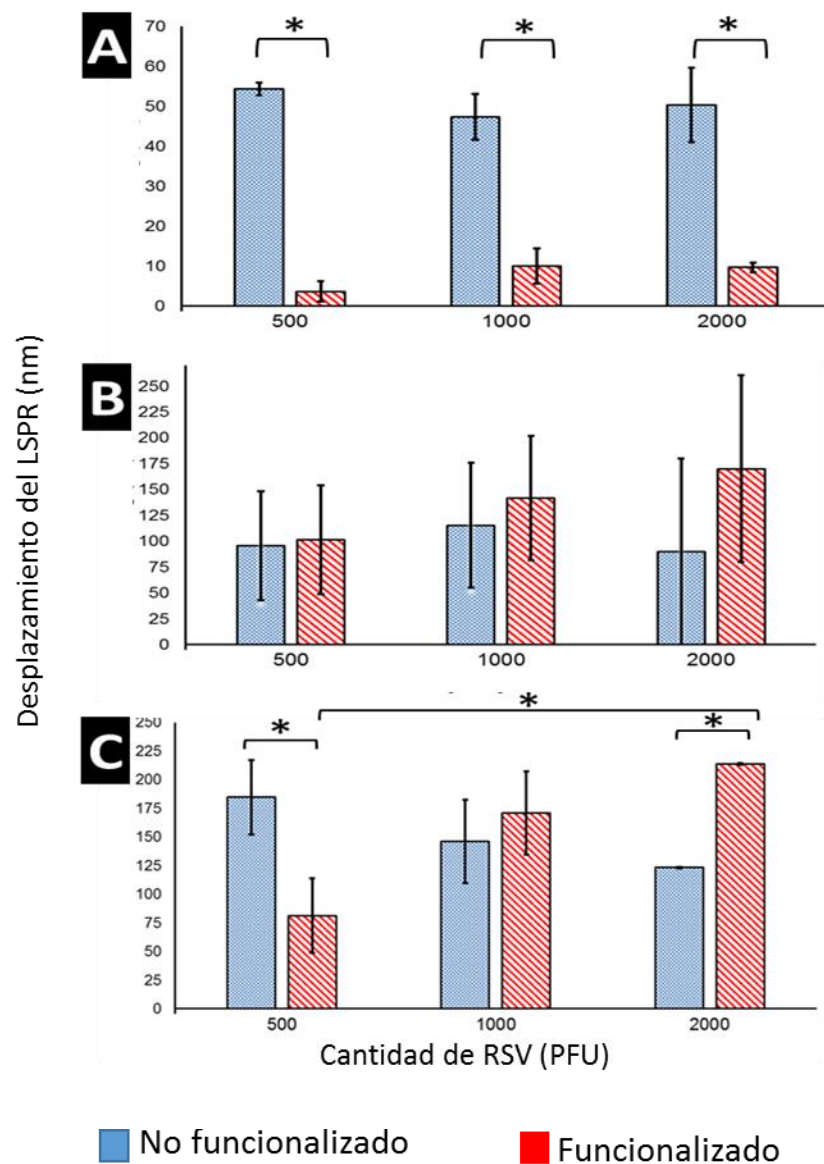 A
70
60
50
40
30
20
10
0
* * *
500 1000 2000
B
250
225
200
175
150
125
100
75
50
25
0
500 1000 2000
C
250
225
200
175
150
125
100
75
50
25
0
* * *
500 1000 2000
Desplazamiento del LSPR (nm)
Cantidad de RSV (PFU)
No funcionalizado
Funcionalizado